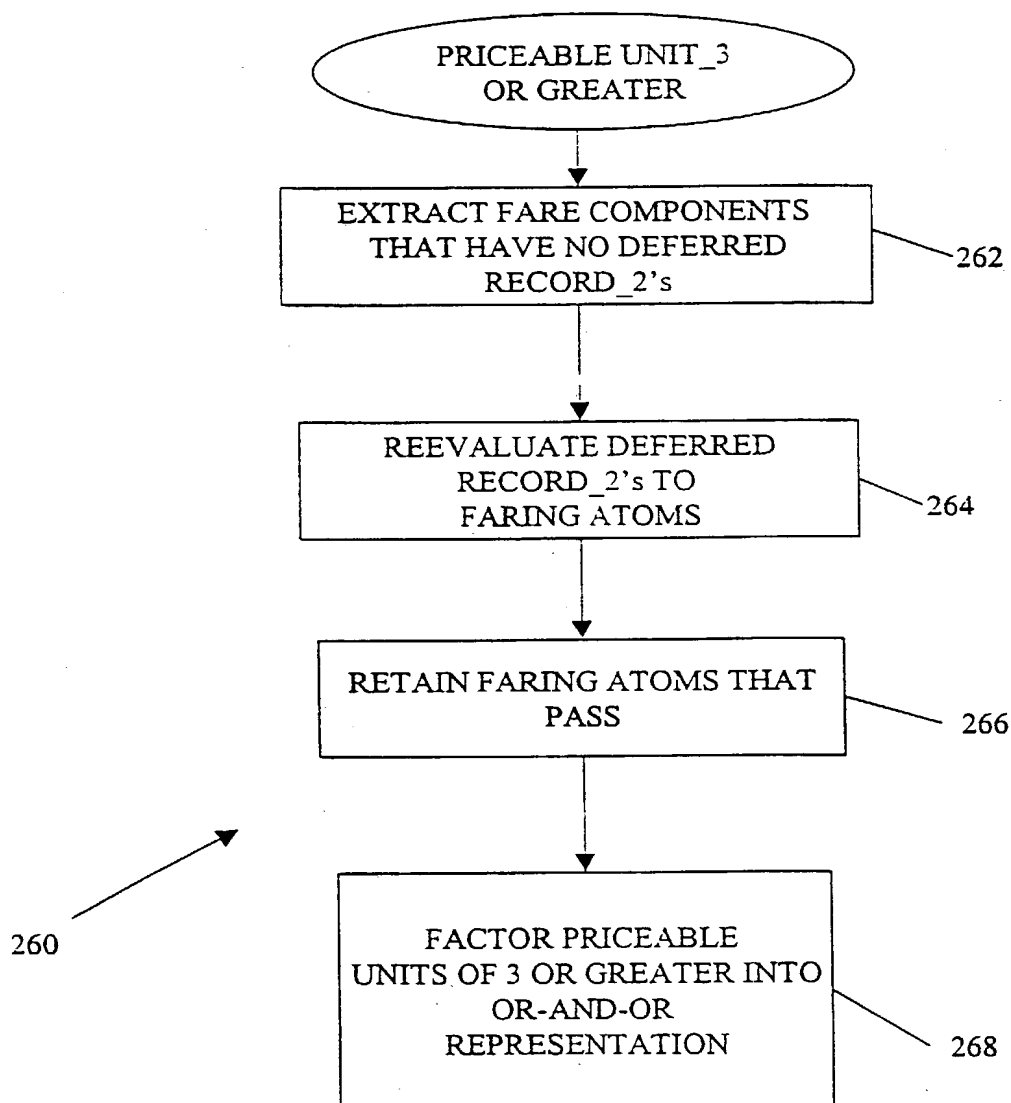 PRICEABLE UNIT_3
OR GREATER
EXTRACT FARE COMPONENTS
THAT HAVE NO DEFERRED
RECORD_2's
262
REEVALUATE DEFERRED
RECORD_2's TO
FARING ATOMS
264
RETAIN FARING ATOMS THAT
PASS
266
260
FACTOR PRICEABLE
UNITS OF 3 OR GREATER INTO
OR-AND-OR
REPRESENTATION
268